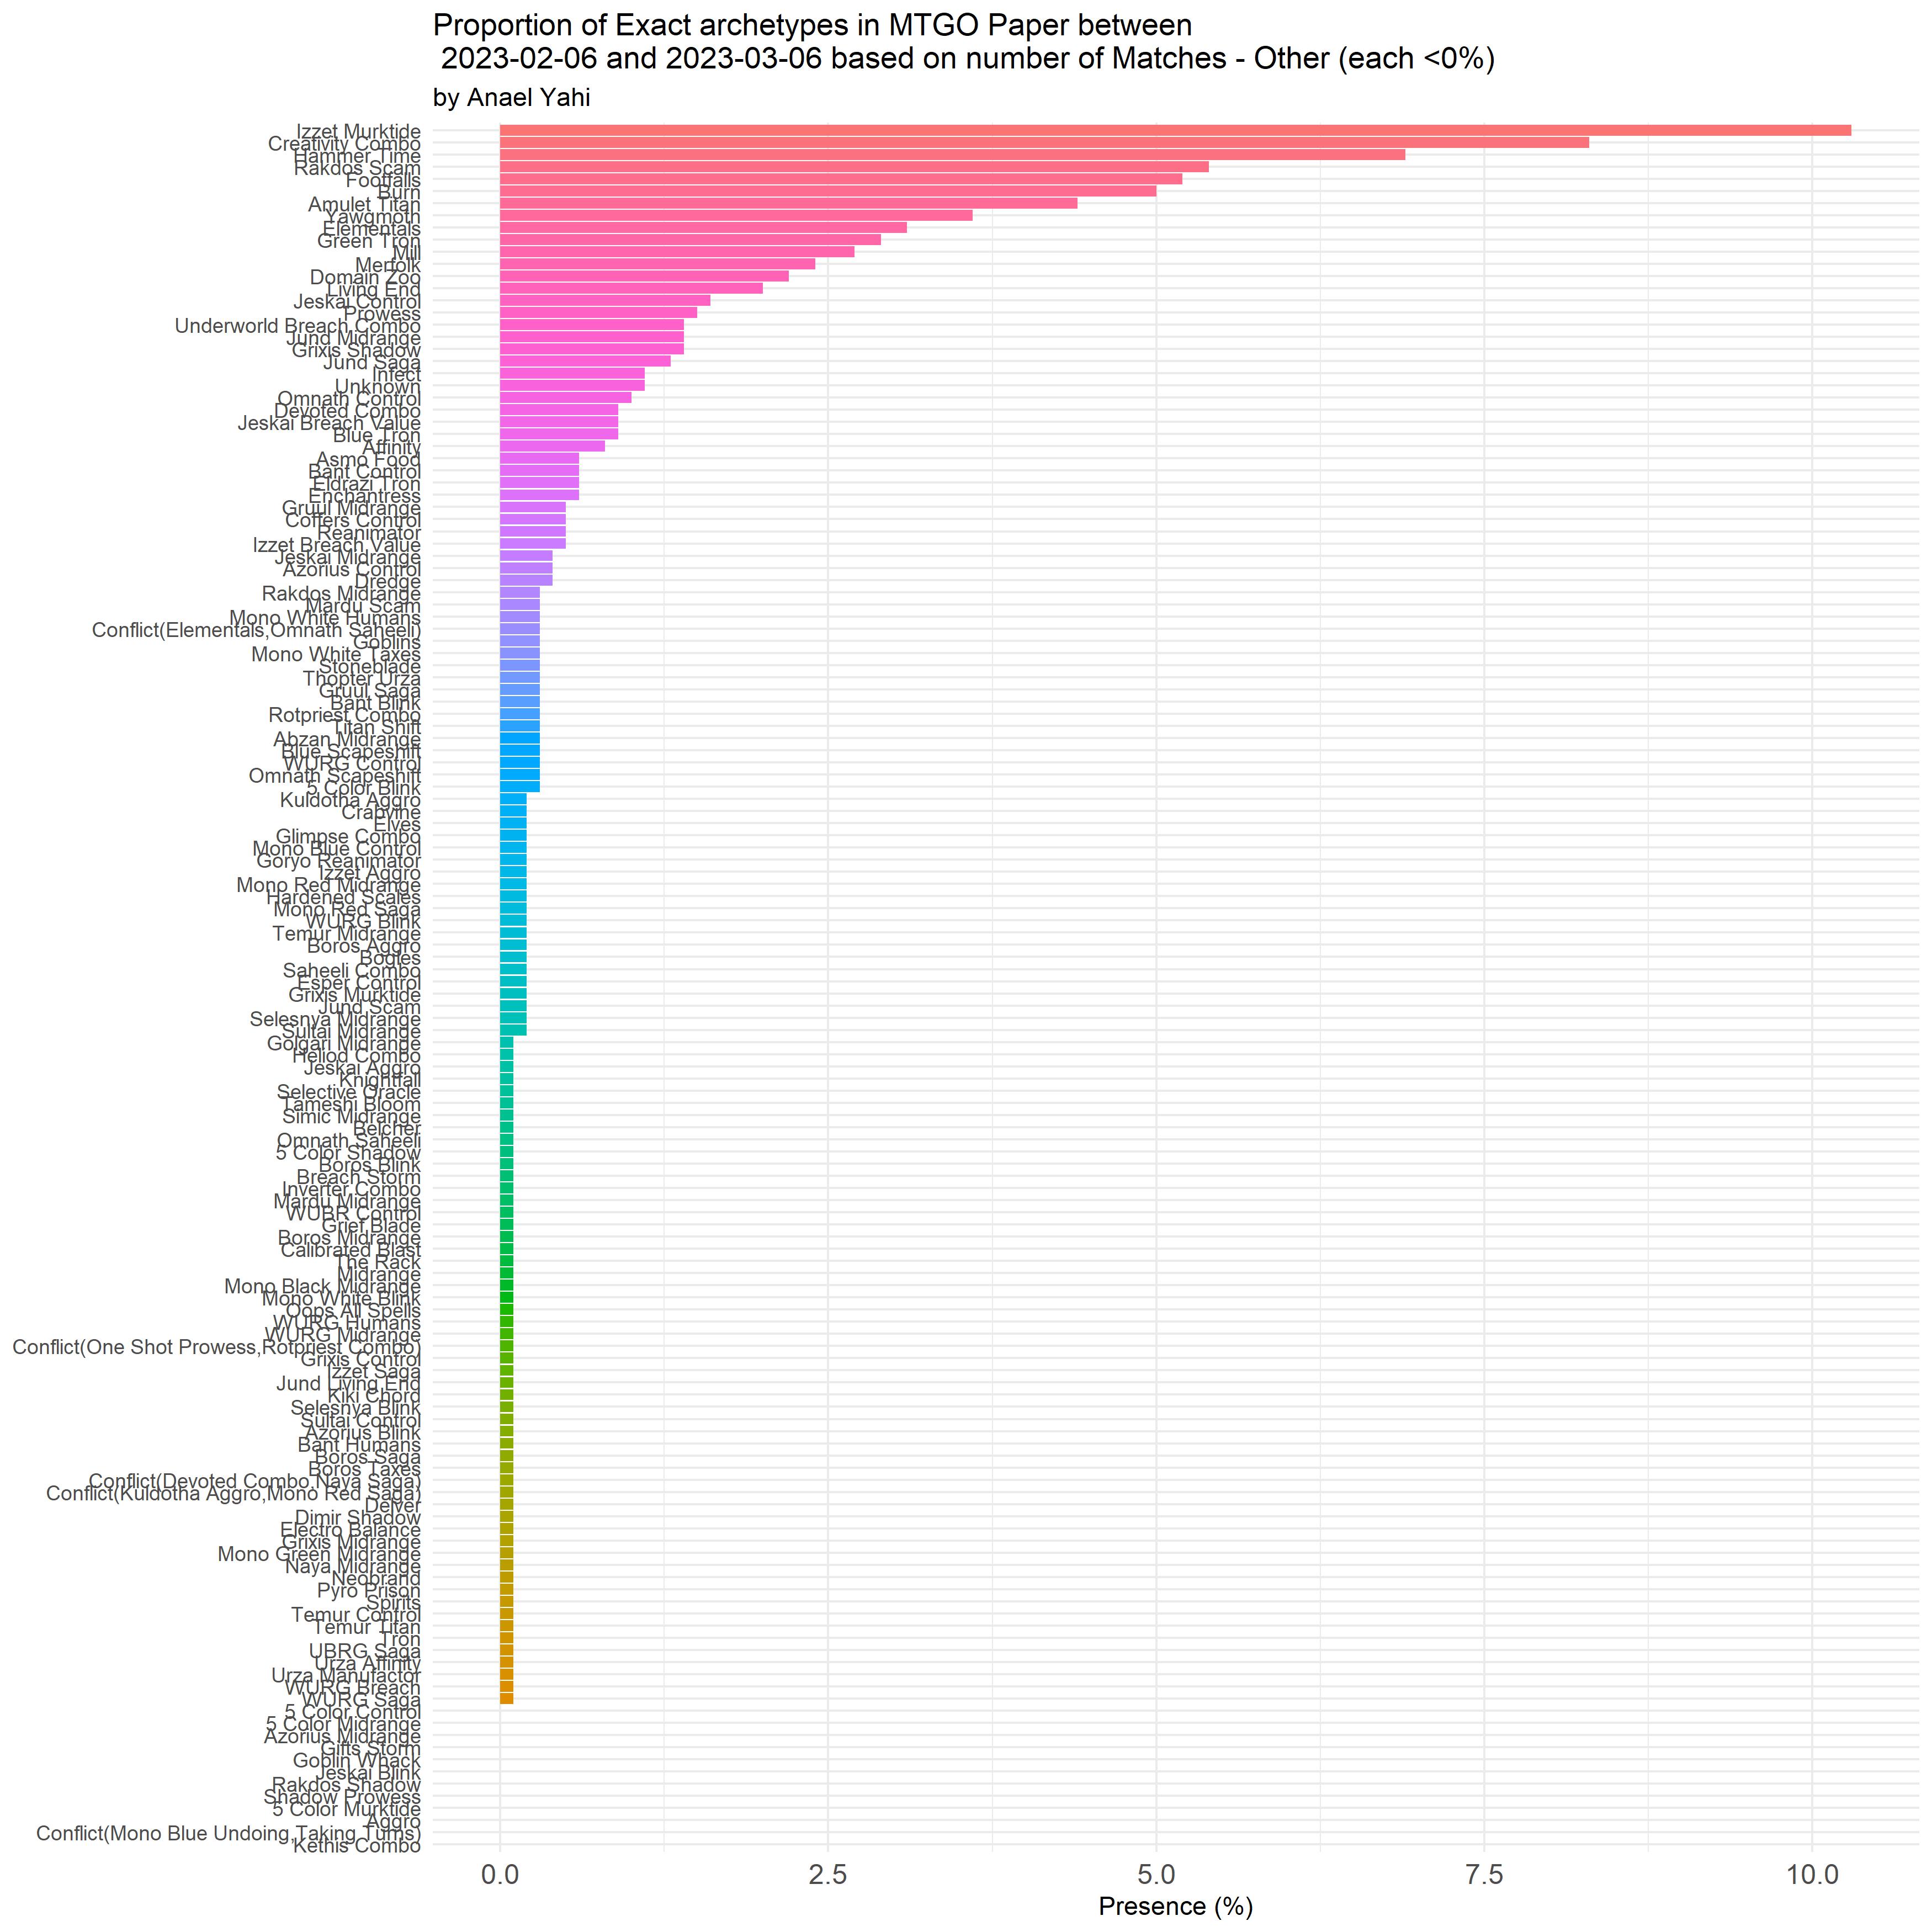 Proportion of Exact archetypes in MTGO Paper between
2023-02-06 and 2023-03-06 based on number of Matches - Other (each <0%)
by Anael Yahi
Izzet Murktide
Creativity Combo
Hammer Time
Rakdos Scam
Footfalls
Burn
Amulet Titan
Yawgmoth
Elementals
Green Tron
Mill
Merfolk
Domain Zoo
Living End
Jeskai Control
Prowess
Underworld Breach Combo
Jund Midrange
Grixis Shadow
Jund Saga
Infect
Unknown
Omnath Control
Devoted Combo
Jeskai Breach Value
Blue Tron
Affinity
Asmo Food
Bant Control
Eldrazi Tron
Enchantress
Gruul Midrange
Coffers Control
Reanimator
Izzet Breach Value
Jeskai Midrange
Azorius Control
Dredge
Rakdos Midrange
Mardu Scam
Mono White Humans
Conflict(Elementals,Omnath Saheeli)
Goblins
Mono White Taxes
Stoneblade
Thopter Urza
Gruul Saga
Bant Blink
Rotpriest Combo
Titan Shift
Abzan Midrange
Blue Scapeshift
WURG Control
Omnath Scapeshift
5 Color Blink
Kuldotha Aggro
Crabvine
Elves
Glimpse Combo
Mono Blue Control
Goryo Reanimator
Izzet Aggro
Mono Red Midrange
Hardened Scales
Mono Red Saga
WURG Blink
Temur Midrange
Boros Aggro
Bogles
Saheeli Combo
Esper Control
Grixis Murktide
Jund Scam
Selesnya Midrange
Sultai Midrange
Golgari Midrange
Heliod Combo
Jeskai Aggro
Knightfall
Selective Oracle
Tameshi Bloom
Simic Midrange
Belcher
Omnath Saheeli
5 Color Shadow
Boros Blink
Breach Storm
Inverter Combo
Mardu Midrange
WUBR Control
Grief Blade
Boros Midrange
Calibrated Blast
The Rack
Midrange
Mono Black Midrange
Mono White Blink
Oops All Spells
WURG Humans
WURG Midrange
Conflict(One Shot Prowess,Rotpriest Combo)
Grixis Control
Izzet Saga
Jund Living End
Kiki Chord
Selesnya Blink
Sultai Control
Azorius Blink
Bant Humans
Boros Saga
Boros Taxes
Conflict(Devoted Combo,Naya Saga)
Conflict(Kuldotha Aggro,Mono Red Saga)
Delver
Dimir Shadow
Electro Balance
Grixis Midrange
Mono Green Midrange
Naya Midrange
Neobrand
Pyro Prison
Spirits
Temur Control
Temur Titan
Tron
UBRG Saga
Urza Affinity
Urza Manufactor
WURG Breach
WURG Saga
5 Color Control
5 Color Midrange
Azorius Midrange
Gifts Storm
Goblin Whack
Jeskai Blink
Rakdos Shadow
Shadow Prowess
5 Color Murktide
Aggro
Conflict(Mono Blue Undoing,Taking Turns)
Kethis Combo
0.0 2.5 5.0 7.5 10.0
Presence (%)